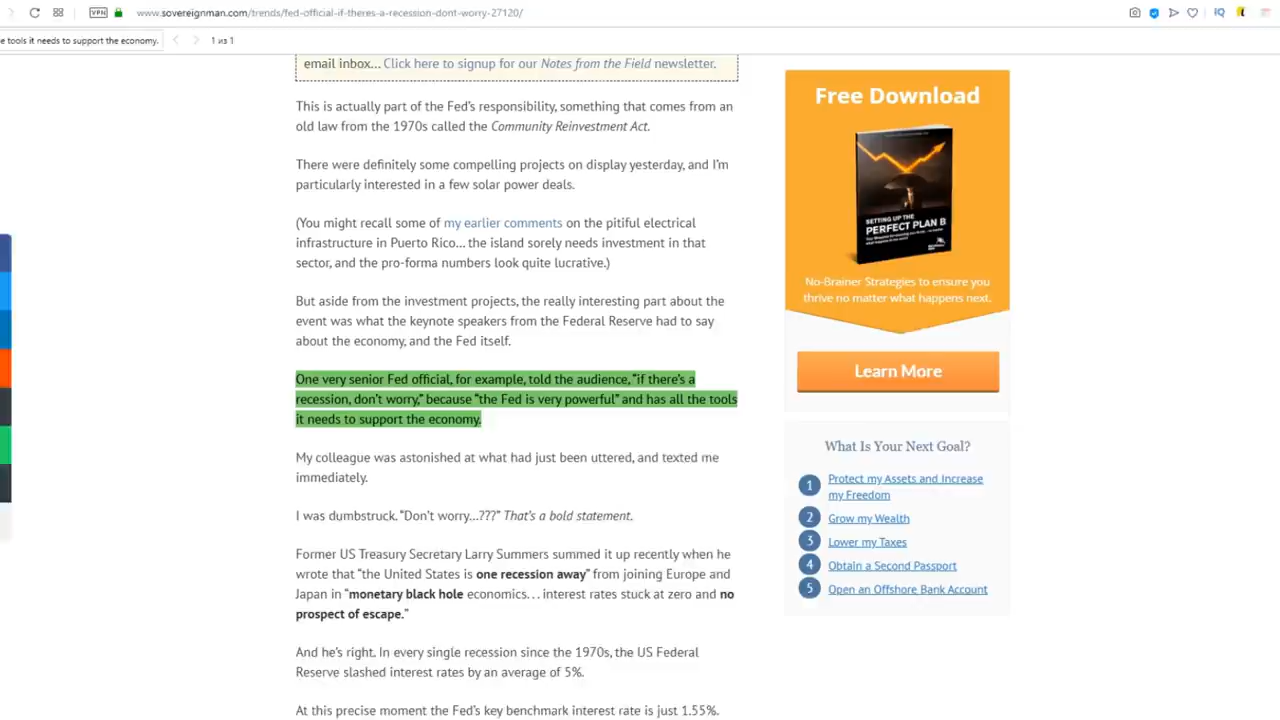 VPN
www.sovereignman.com/trends/fed-official-if-theres-a-recession-dont-worry-27120/
e tools it needs to support the economy.
1 из 1
email inbox... Click here to signup for our Notes from the Field newsletter.
This is actually part of the Fed's responsibility, something that comes from an
old law from the 1970s called the Community Reinvestment Act.
There were definitely some compelling projects on display yesterday, and I'm
particularly interested in a few solar power deals.
(You might recall some of my earlier comments on the pitiful electrical
infrastructure in Puerto Rico... the island sorely needs investment in that
sector, and the pro-forma numbers look quite lucrative.)
But aside from the investment projects, the really interesting part about the
event was what the keynote speakers from the Federal Reserve had to say
about the economy, and the Fed itself.
One very senior Fed official, for example, told the audience, “if there's a
recession, don't worry,” because “the Fed is very powerful” and has all the tools
it needs to support the economy.
My colleague was astonished at what had just been uttered, and texted me
immediately.
I was dumbstruck. “Don't worry...???” That's a bold statement.
Former US Treasury Secretary Larry Summers summed it up recently when he
wrote that “the United States is one recession away” from joining Europe and
Japan in “monetary black hole economics. . . interest rates stuck at zero and no
prospect of escape.”
And he's right. In every single recession since the 1970s, the US Federal
Reserve slashed interest rates by an average of 5%.
At this precise moment the Fed's key benchmark interest rate is just 1.55%.
Free Download
SETTING UP THE
PERFECT PLAN B
No-Brainer Strategies to ensure you
thrive no matter what happens next.
Learn More
What Is Your Next Goal?
1 Protect my Assets and Increase
my Freedom
2 Grow my Wealth
3 Lower my Taxes
4 Obtain a Second Passport
5 Open an Offshore Bank Account